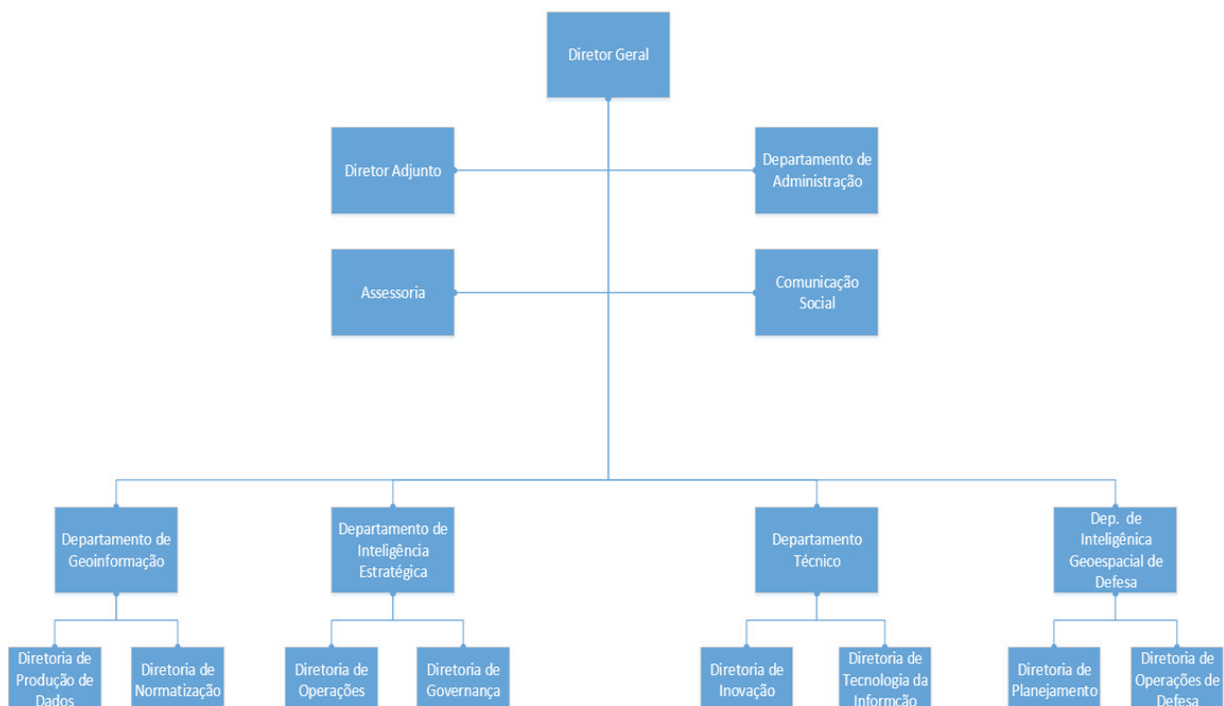 Diretor Geral
Diretor Adjunto
Departamento de
Administração
Assessoria
Comunicação
Social
Departamento de
Geoinformação
Departamento de
Inteligência
Estratégica
Departamento
Técnico
Dep. de
Inteligênica
Geoespacial de
Defesa
Diretoria de
Produção de
Dados
Diretoria de
Normatização
Diretoria de
Operações
Diretoria de
Governança
Diretoria de
Inovação
Diretoria de
Tecnologia da
Informção
Diretoria de
Planejamento
Diretoria de
Operações de
Defesa